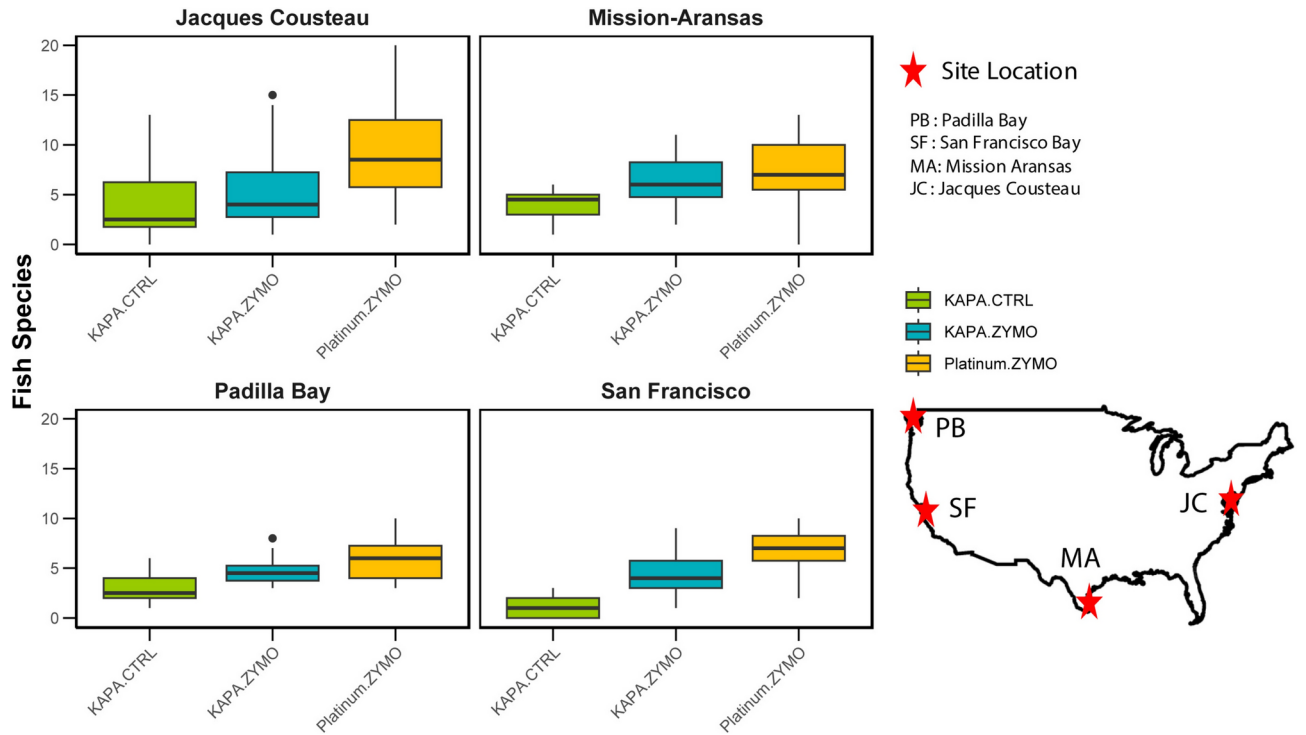 Jacques Cousteau
Mission-Aransas
20
15
10
5
0
KAPA.CTRL
KAPA.ZYMO
Platinum.ZYMO
KAPA.CTRL
KAPA.ZYMO
Platinum.ZYMO
Fish Species
Padilla Bay
San Francisco
20
15
10
5
0
KAPA.CTRL
KAPA.ZYMO
Platinum.ZYMO
KAPA.CTRL
KAPA.ZYMO
Platinum.ZYMO
Site Location
PB : Padilla Bay
SF : San Francisco Bay
MA: Mission Aransas
JC : Jacques Cousteau
KAPA.CTRL
KAPA.ZYMO
Platinum.ZYMO
PB
SF
JC
MA